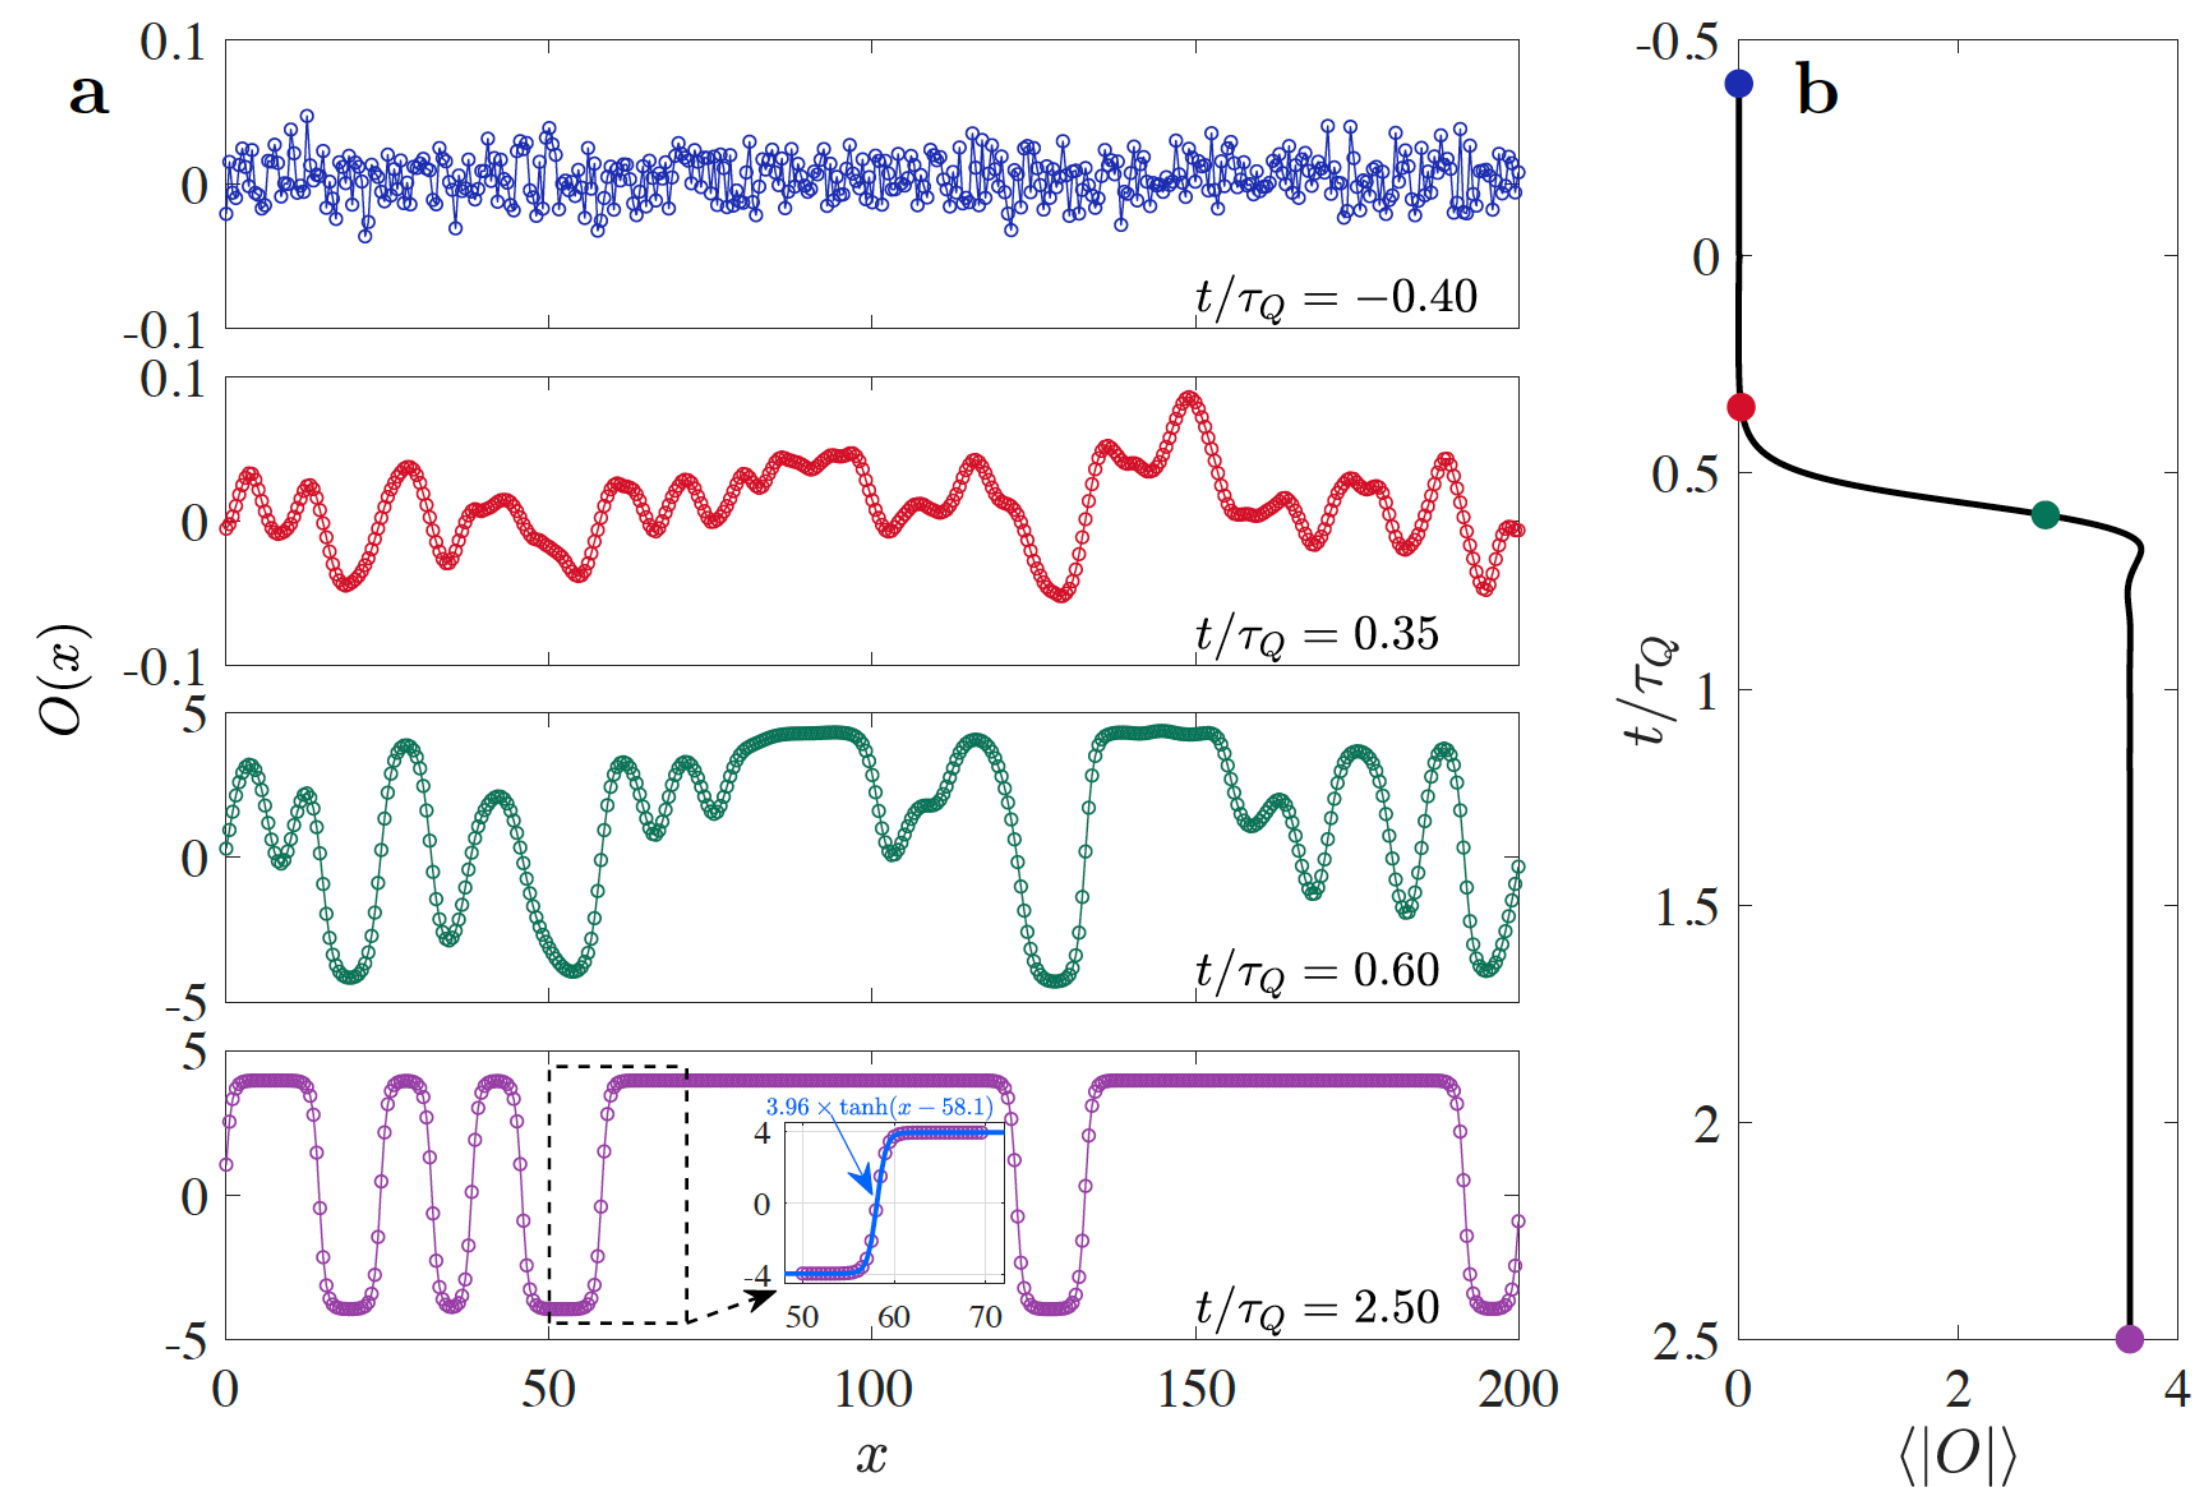 a
0.1
0
-0.1
t/τ_Q = −0.40
0.1
0
-0.1
t/τ_Q = 0.35
5
0
-5
t/τ_Q = 0.60
5
0
-5
3.96 × tanh(x − 58.1)
4
0
-4
50 60 70
t/τ_Q = 2.50
0 50 100 150 200
x
O(x)
b
-0.5
0
0.5
1
1.5
2
2.5
0 2 4
t/τ_Q
⟨|O|⟩